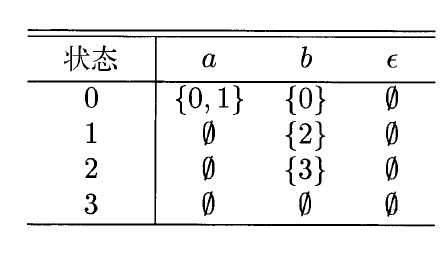 状态 a b ϵ
0 {0, 1} {0} ∅
1 ∅ {2} ∅
2 ∅ {3} ∅
3 ∅ ∅ ∅